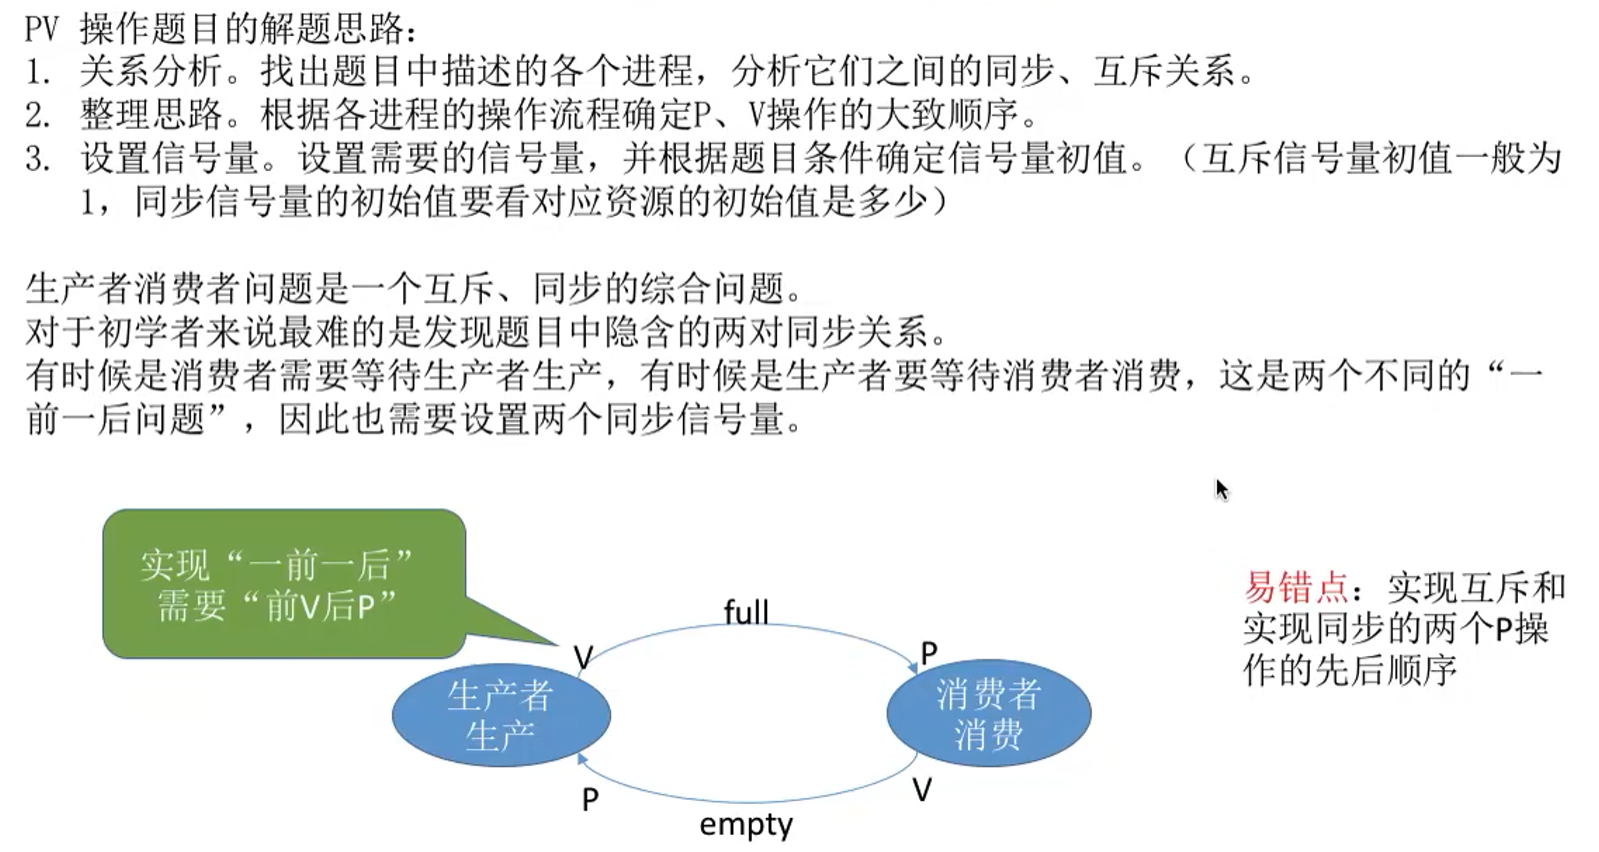 PV 操作题目的解题思路：
1. 关系分析。找出题目中描述的各个进程，分析它们之间的同步、互斥关系。
2. 整理思路。根据各进程的操作流程确定P、V操作的大致顺序。
3. 设置信号量。设置需要的信号量，并根据题目条件确定信号量初值。（互斥信号量初值一般为
1，同步信号量的初始值要看对应资源的初始值是多少）
生产者消费者问题是一个互斥、同步的综合问题。
对于初学者来说最难的是发现题目中隐含的两对同步关系。
有时候是消费者需要等待生产者生产，有时候是生产者要等待消费者消费，这是两个不同的“一
前一后问题”，因此也需要设置两个同步信号量。
实现“一前一后”
需要“前V后P”
full
V
P
生产者
生产
消费者
消费
P
V
empty
易错点：实现互斥和
实现同步的两个P操
作的先后顺序